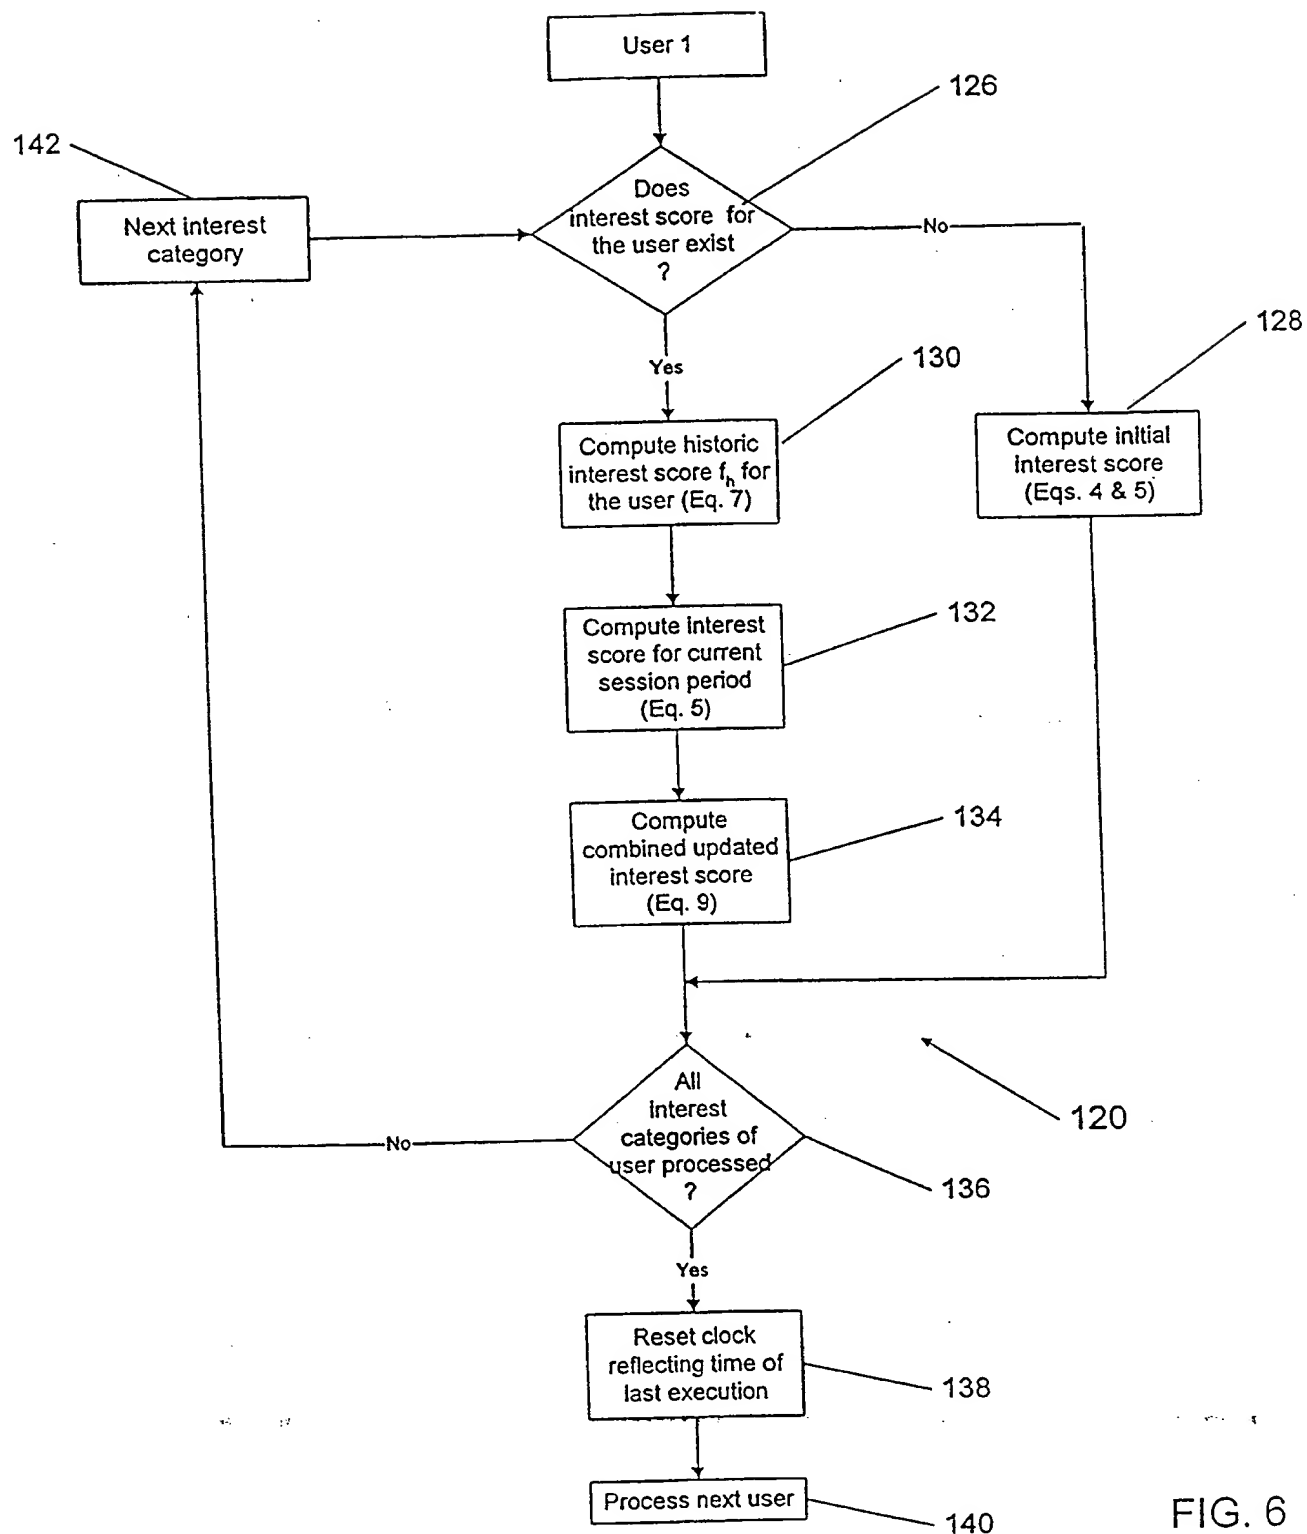 User 1
126
142
Does
interest score for
the user exist
?
Next interest
category
No
128
Yes
130
Compute historic
interest score fh for
the user (Eq. 7)
Compute initial
interest score
(Eqs. 4 & 5)
132
Compute interest
score for current
session period
(Eq. 5)
134
Compute
combined updated
interest score
(Eq. 9)
All
interest
categories of
user processed
?
No
120
136
Yes
Reset clock
reflecting time of
last execution
138
Process next user
140
FIG. 6